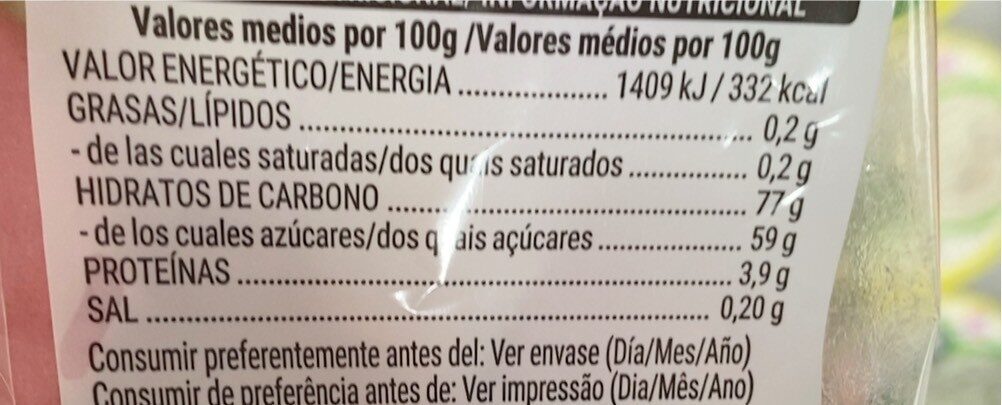 INFORMAÇÃO NUTRICIONAL
Valores medios por 100g /Valores médios por 100g
VALOR ENERGÉTICO/ENERGIA .................. 1409 kJ / 332 kcal
GRASAS/LÍPIDOS .......................................................... 0,2 g
- de las cuales saturadas/dos quais saturados .............. 0,2 g
HIDRATOS DE CARBONO .............................................. 77 g
- de los cuales azúcares/dos quais açúcares .................. 59 g
PROTEÍNAS .................................................................... 3,9 g
SAL ................................................................................ 0,20 g
Consumir preferentemente antes del: Ver envase (Día/Mes/Año)
Consumir de preferência antes de: Ver impressão (Dia/Mês/Ano)